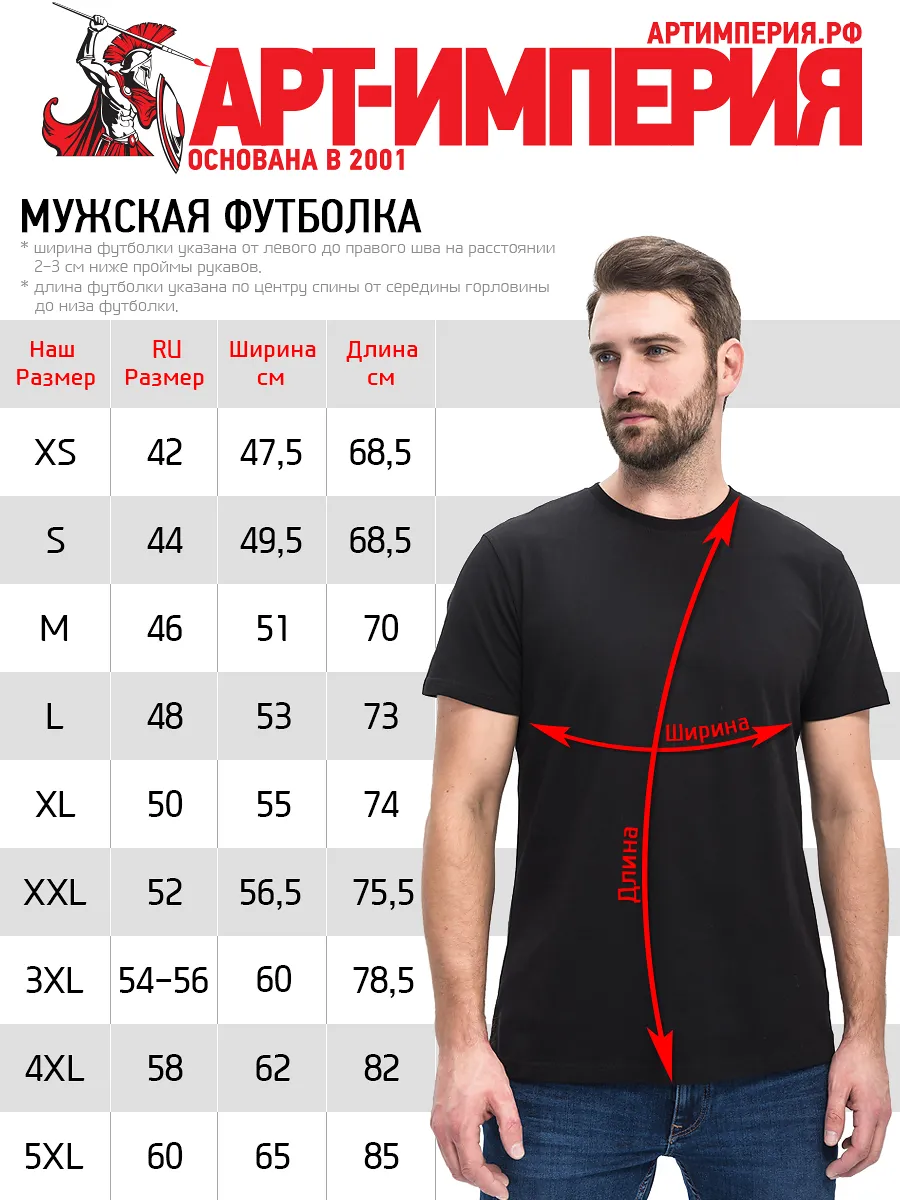 АРТИМПЕРИЯ.РФ
АРТ-ИМПЕРИЯ
ОСНОВАНА В 2001
МУЖСКАЯ ФУТБОЛКА
* ширина футболки указана от левого до правого шва на расстоянии
2-3 см ниже проймы рукавов.
* длина футболки указана по центру спины от середины горловины
до низа футболки.
Наш Размер RU Размер Ширина см Длина см
XS 42 47,5 68,5
S 44 49,5 68,5
M 46 51 70
L 48 53 73
XL 50 55 74
XXL 52 56,5 75,5
3XL 54-56 60 78,5
4XL 58 62 82
5XL 60 65 85
Ширина
Длина